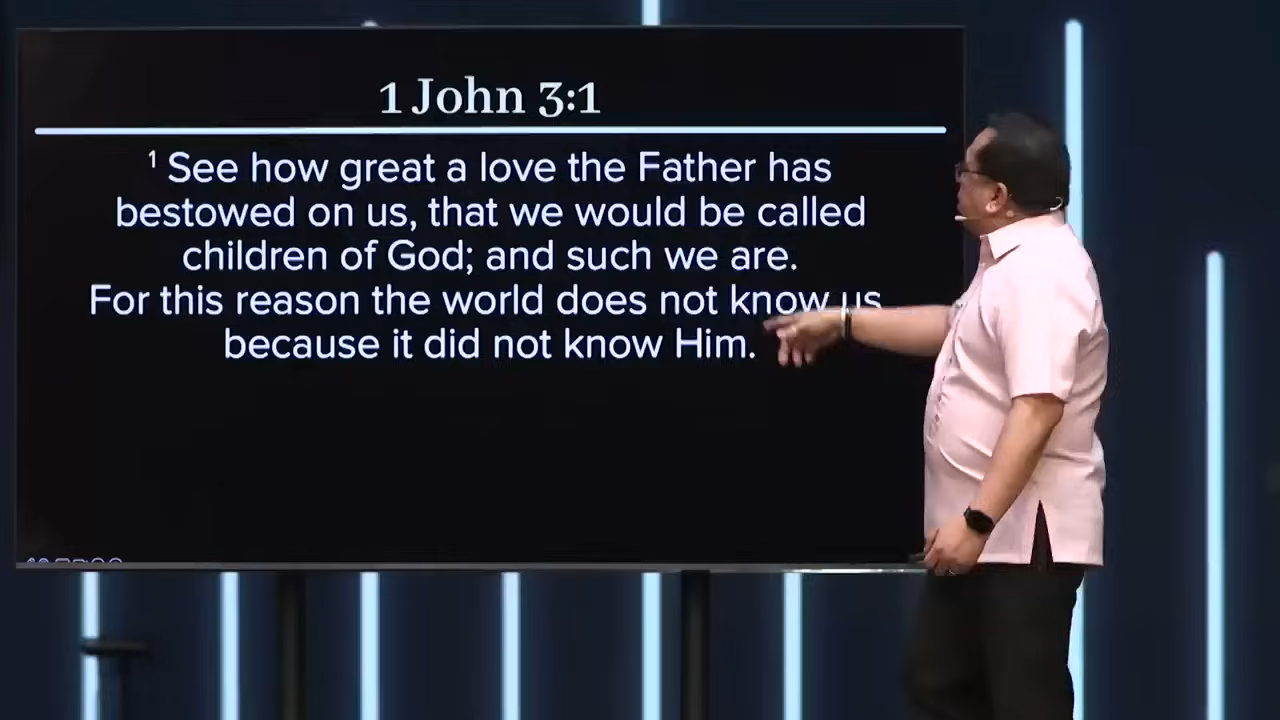 1 John 3:1
1 See how great a love the Father has
bestowed on us, that we would be called
children of God; and such we are.
For this reason the world does not know us
because it did not know Him.